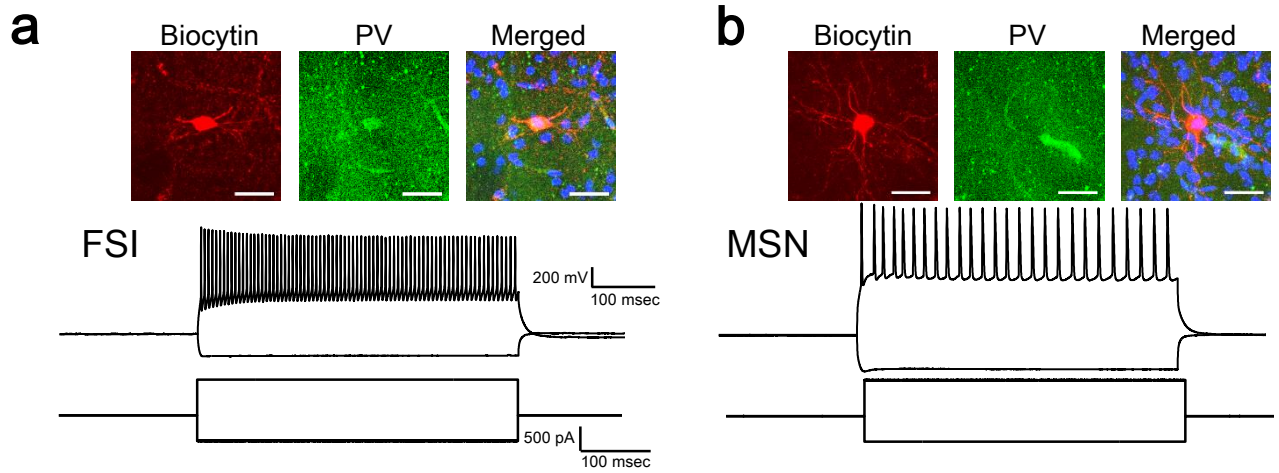 a
Biocytin PV Merged
FSI
200 mV
100 msec
500 pA
100 msec
b
Biocytin PV Merged
MSN